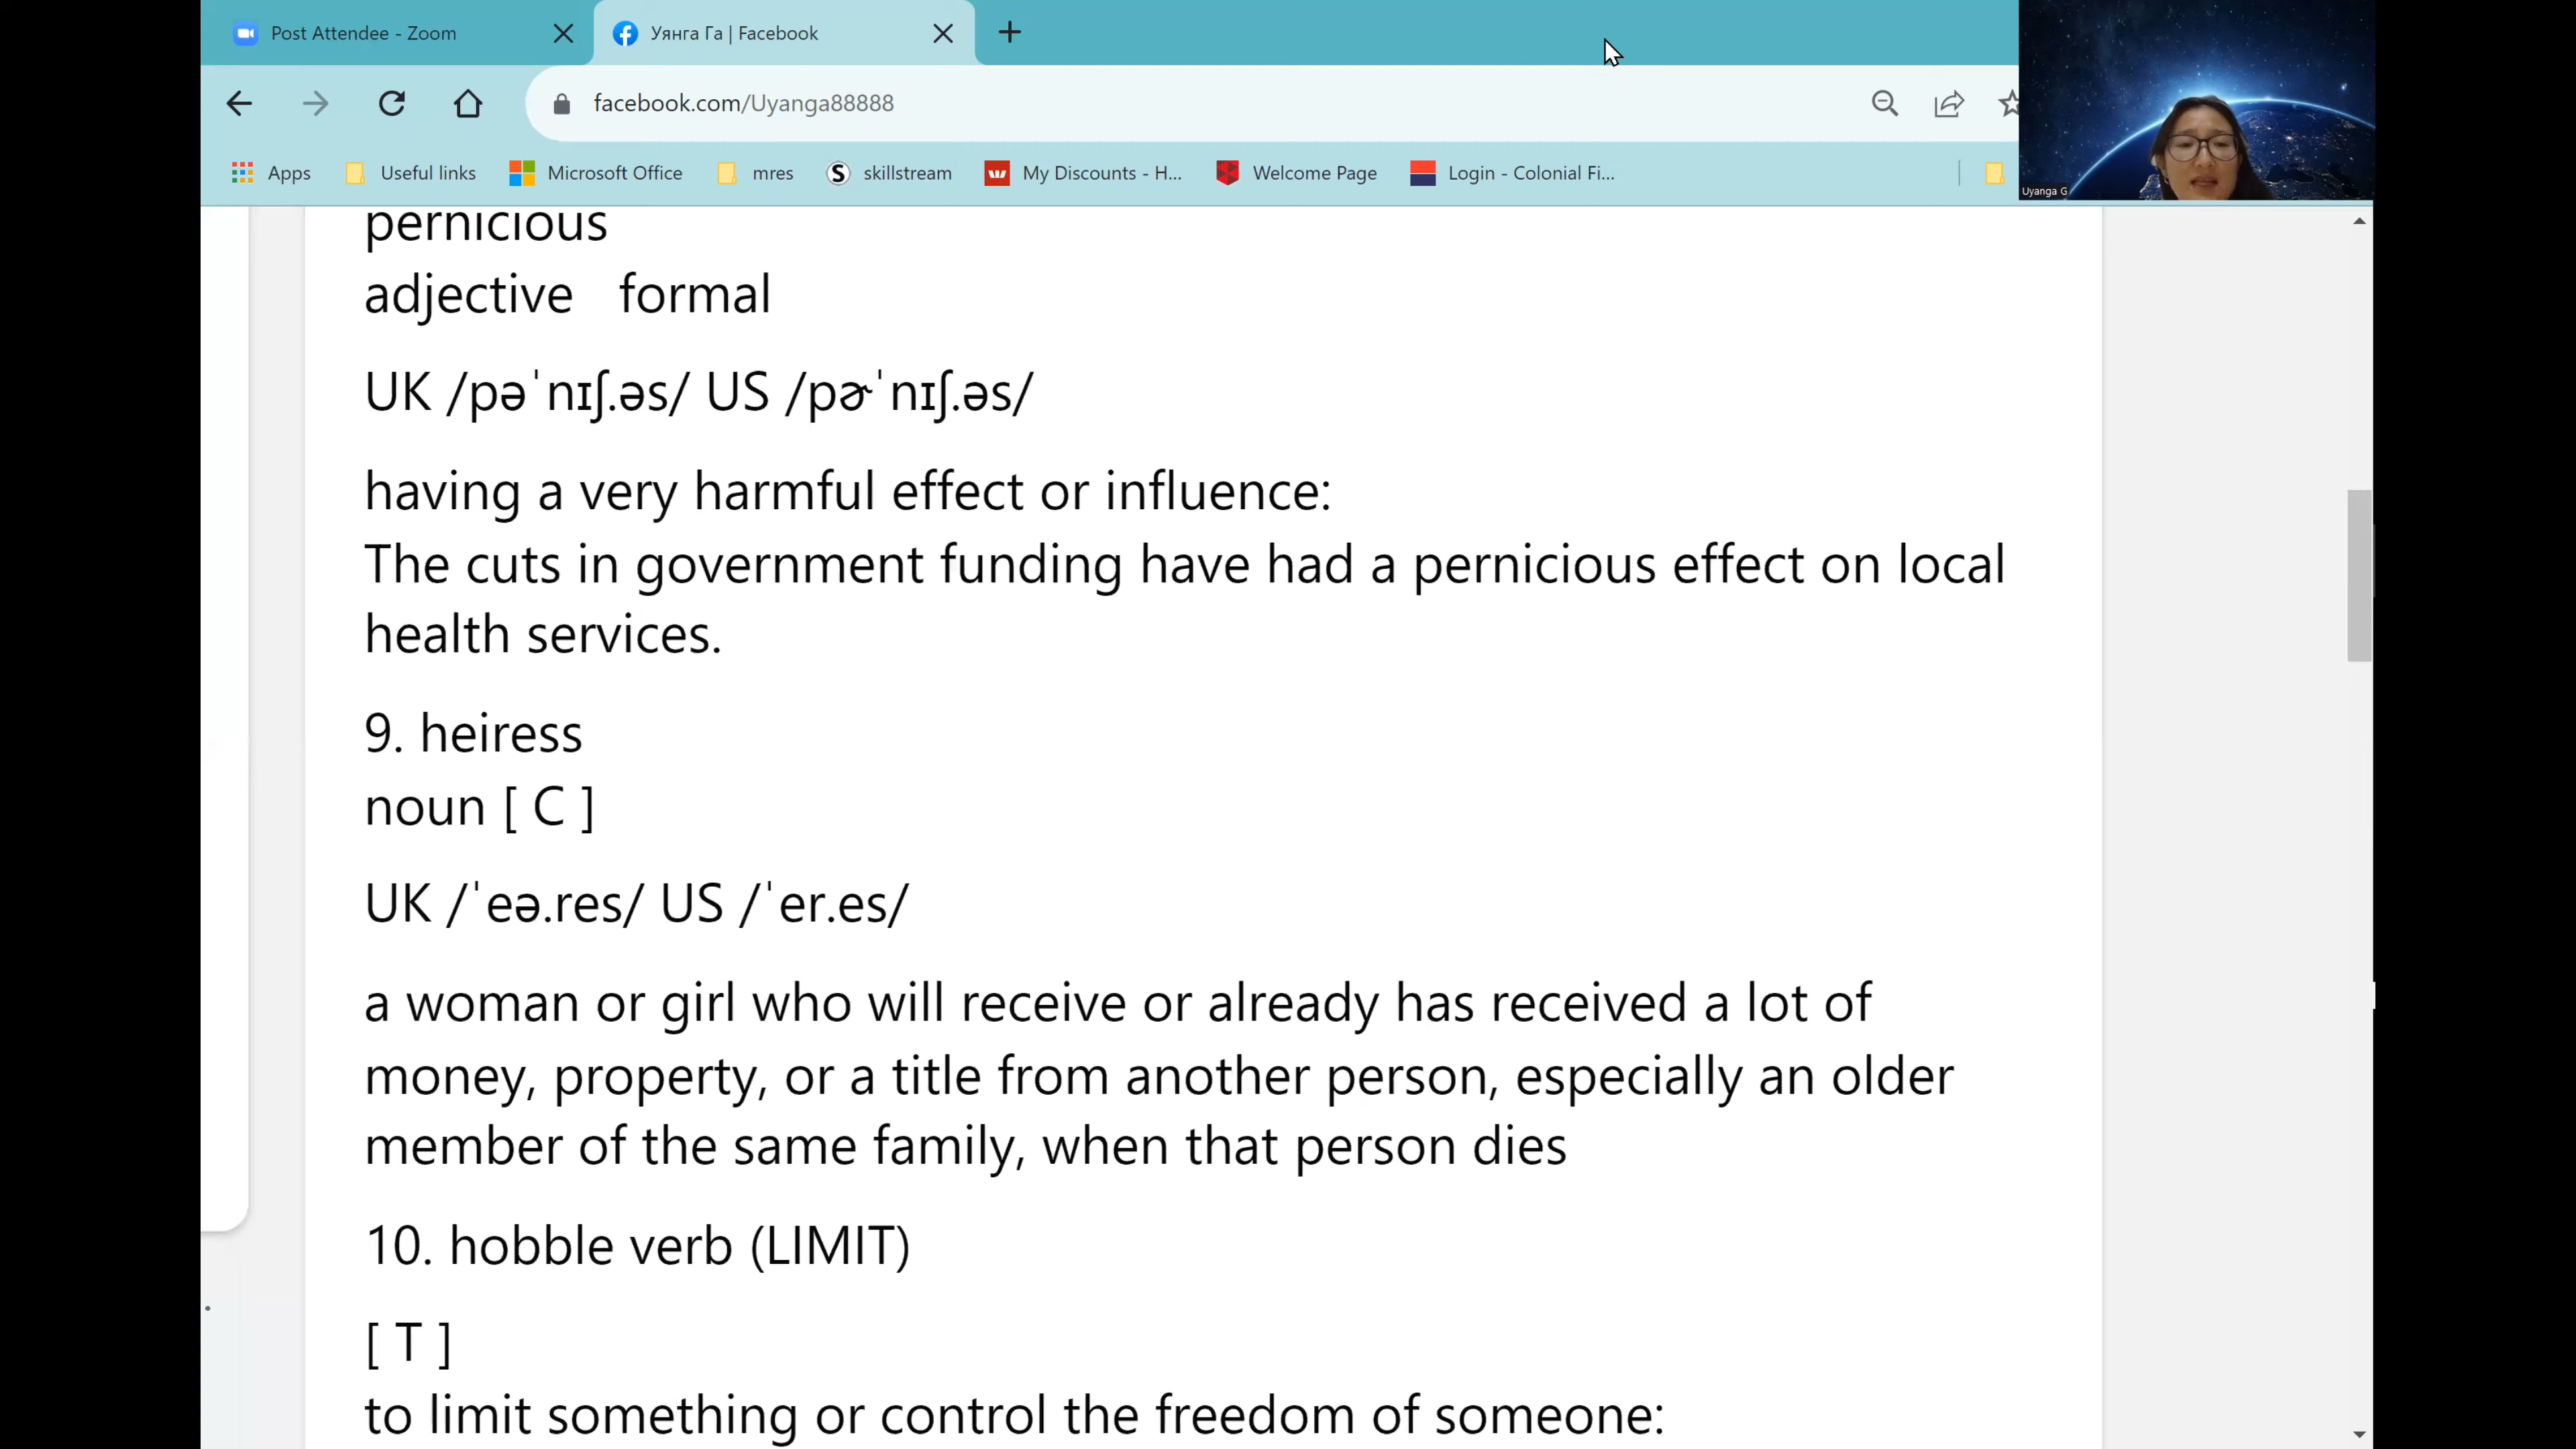 Post Attendee - Zoom
Уянга Га | Facebook
facebook.com/Uyanga88888
Apps
Useful links
Microsoft Office
mres
skillstream
My Discounts - H...
Welcome Page
Login - Colonial Fi...
Uyanga G
pernicious
adjective formal
UK /pəˈnɪʃ.əs/ US /pɚˈnɪʃ.əs/
having a very harmful effect or influence:
The cuts in government funding have had a pernicious effect on local
health services.
9. heiress
noun [ C ]
UK /ˈeə.res/ US /ˈer.es/
a woman or girl who will receive or already has received a lot of
money, property, or a title from another person, especially an older
member of the same family, when that person dies
10. hobble verb (LIMIT)
[ T ]
to limit something or control the freedom of someone: